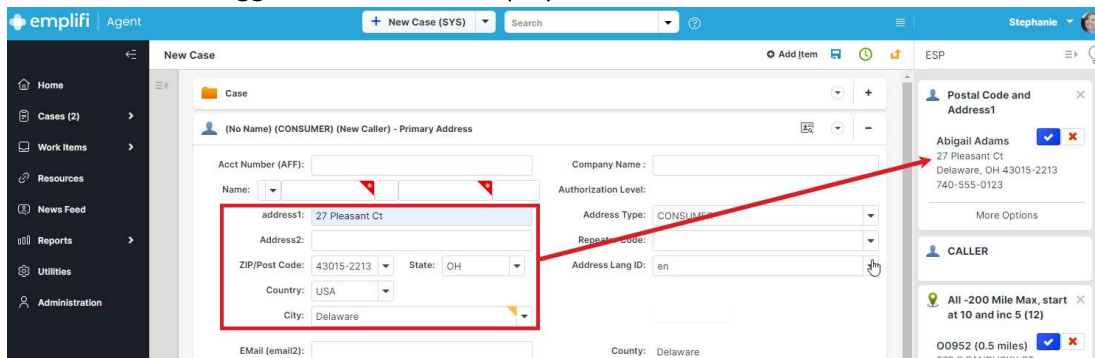 emplifi Agent
+ New Case (SYS)
Search
Stephanie
New Case
Add Item
ESP
Home
Cases (2)
Work Items
Resources
News Feed
Reports
Utilities
Administration
Case
(No Name) (CONSUMER) (New Caller) - Primary Address
Acct Number (AFF):
Company Name :
Name:
Authorization Level:
address1: 27 Pleasant Ct
Address Type: CONSUMER
Address2:
Repeater Code:
ZIP/Post Code: 43015-2213 State: OH
Address Lang ID: en
Country: USA
City: Delaware
EMail (email2):
County: Delaware
Postal Code and
Address1
Abigail Adams
27 Pleasant Ct
Delaware, OH 43015-2213
740-555-0123
More Options
CALLER
All -200 Mile Max, start
at 10 and inc 5 (12)
O0952 (0.5 miles)